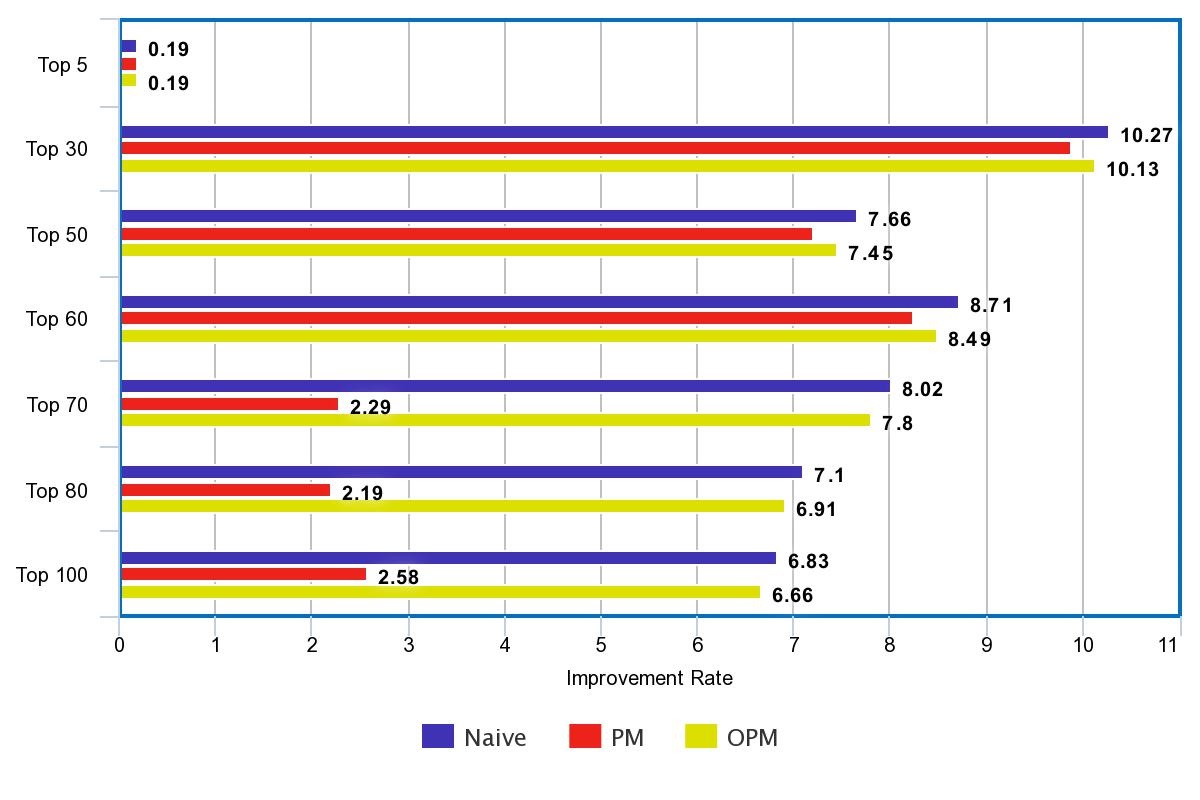 Top 5
0.19
0.19
Top 30
10.27
10.13
Top 50
7.66
7.45
Top 60
8.71
8.49
Top 70
8.02
2.29
7.8
Top 80
7.1
2.19
6.91
Top 100
6.83
2.58
6.66
0 1 2 3 4 5 6 7 8 9 10 11
Improvement Rate
Naive PM OPM